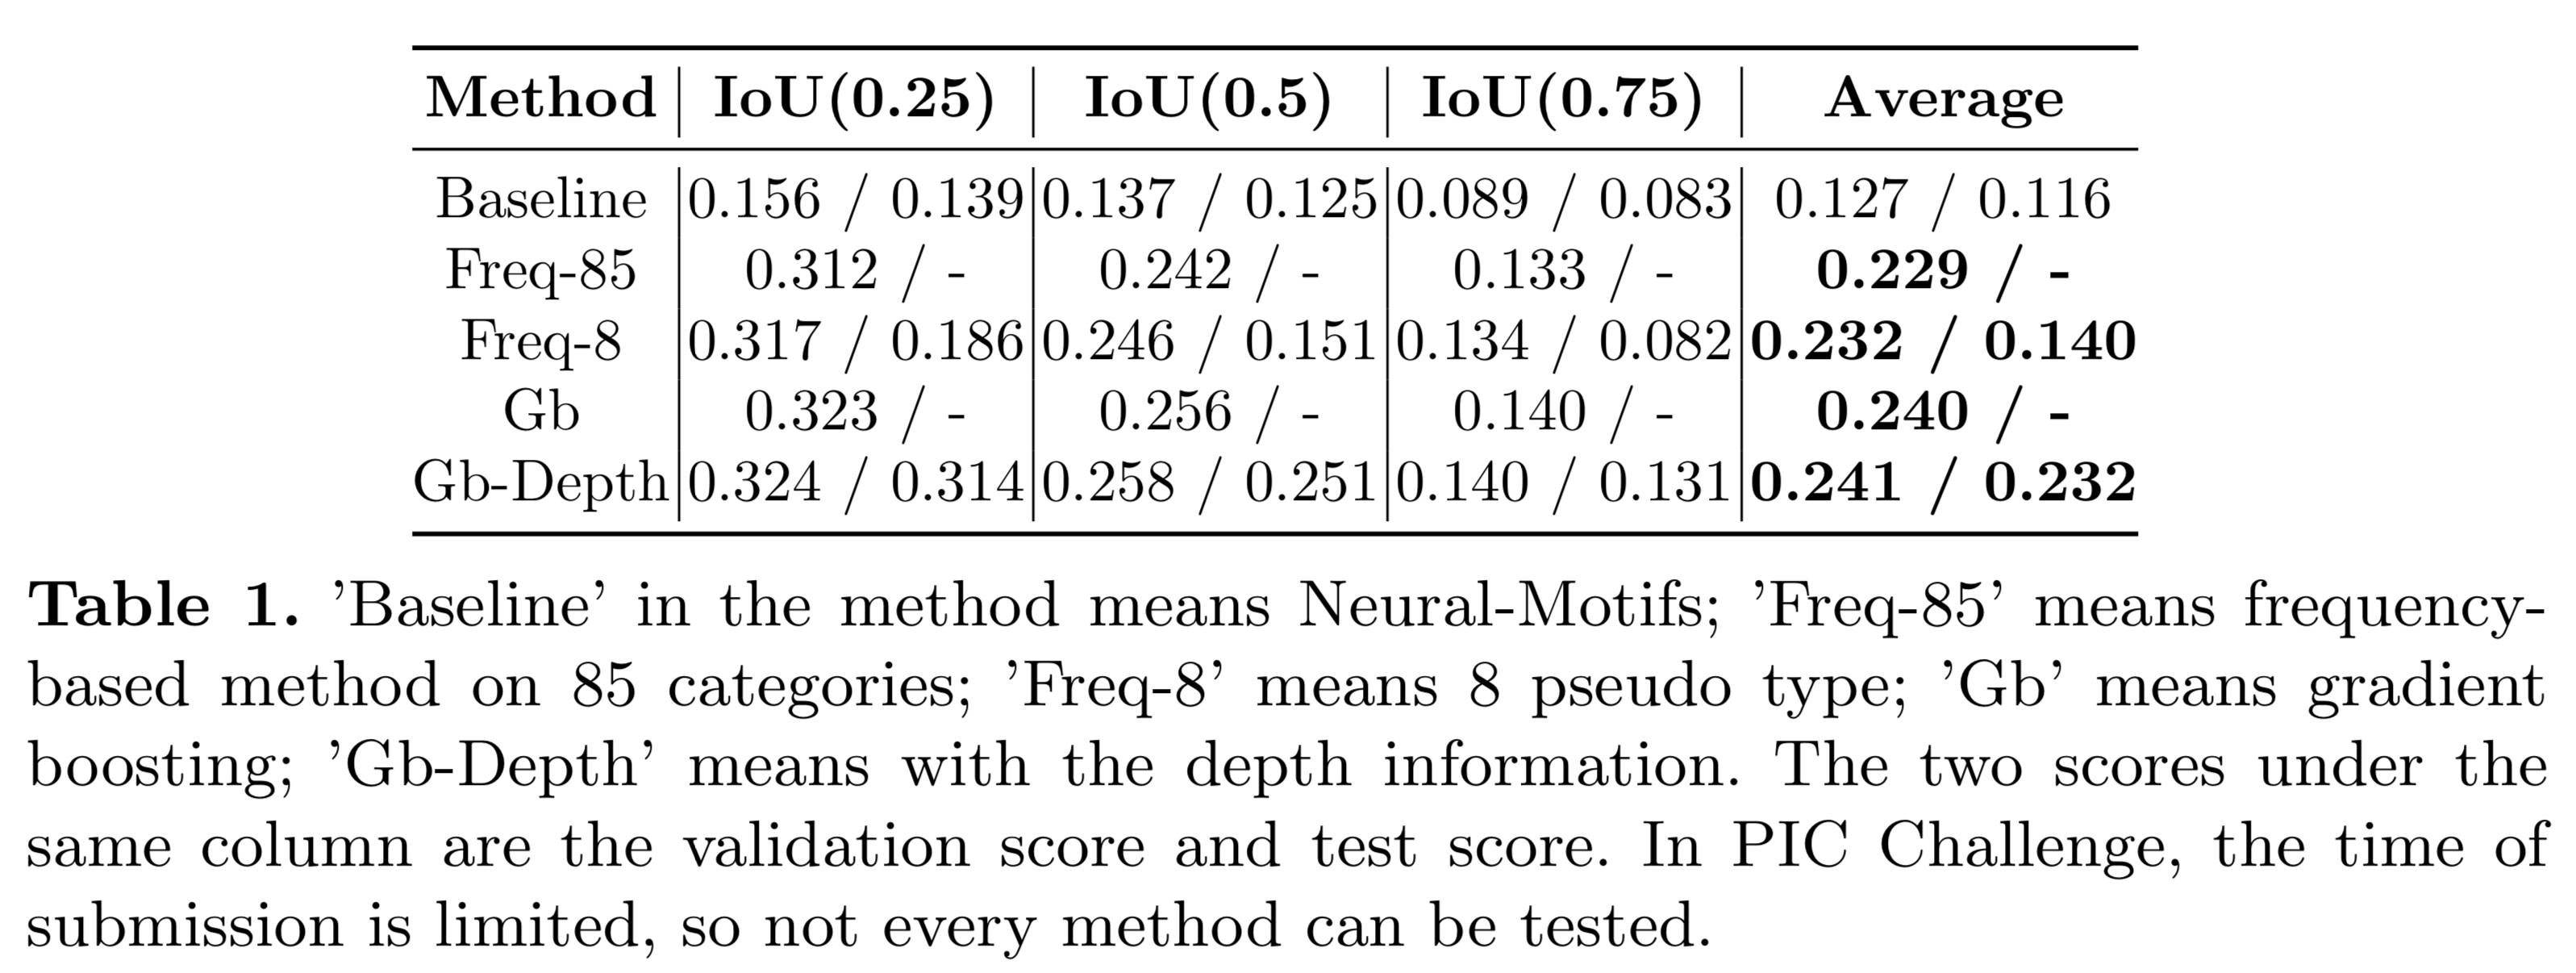 Method IoU(0.25) IoU(0.5) IoU(0.75) Average
Baseline 0.156 / 0.139 0.137 / 0.125 0.089 / 0.083 0.127 / 0.116
Freq-85 0.312 / - 0.242 / - 0.133 / - 0.229 / -
Freq-8 0.317 / 0.186 0.246 / 0.151 0.134 / 0.082 0.232 / 0.140
Gb 0.323 / - 0.256 / - 0.140 / - 0.240 / -
Gb-Depth 0.324 / 0.314 0.258 / 0.251 0.140 / 0.131 0.241 / 0.232
Table 1. ’Baseline’ in the method means Neural-Motifs; ’Freq-85’ means frequency-
based method on 85 categories; ’Freq-8’ means 8 pseudo type; ’Gb’ means gradient
boosting; ’Gb-Depth’ means with the depth information. The two scores under the
same column are the validation score and test score. In PIC Challenge, the time of
submission is limited, so not every method can be tested.